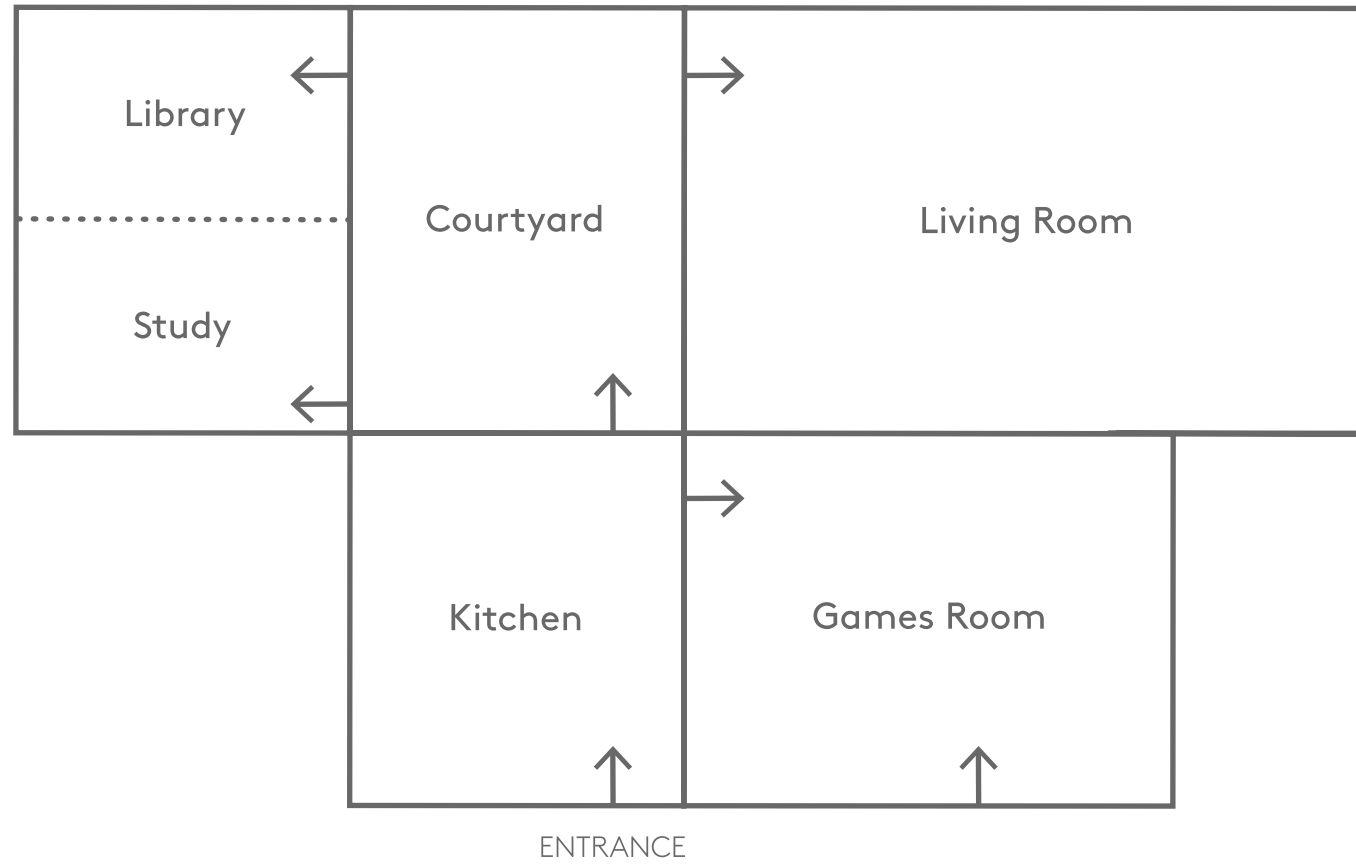 Library
Courtyard
Living Room
Study
Kitchen
Games Room
ENTRANCE